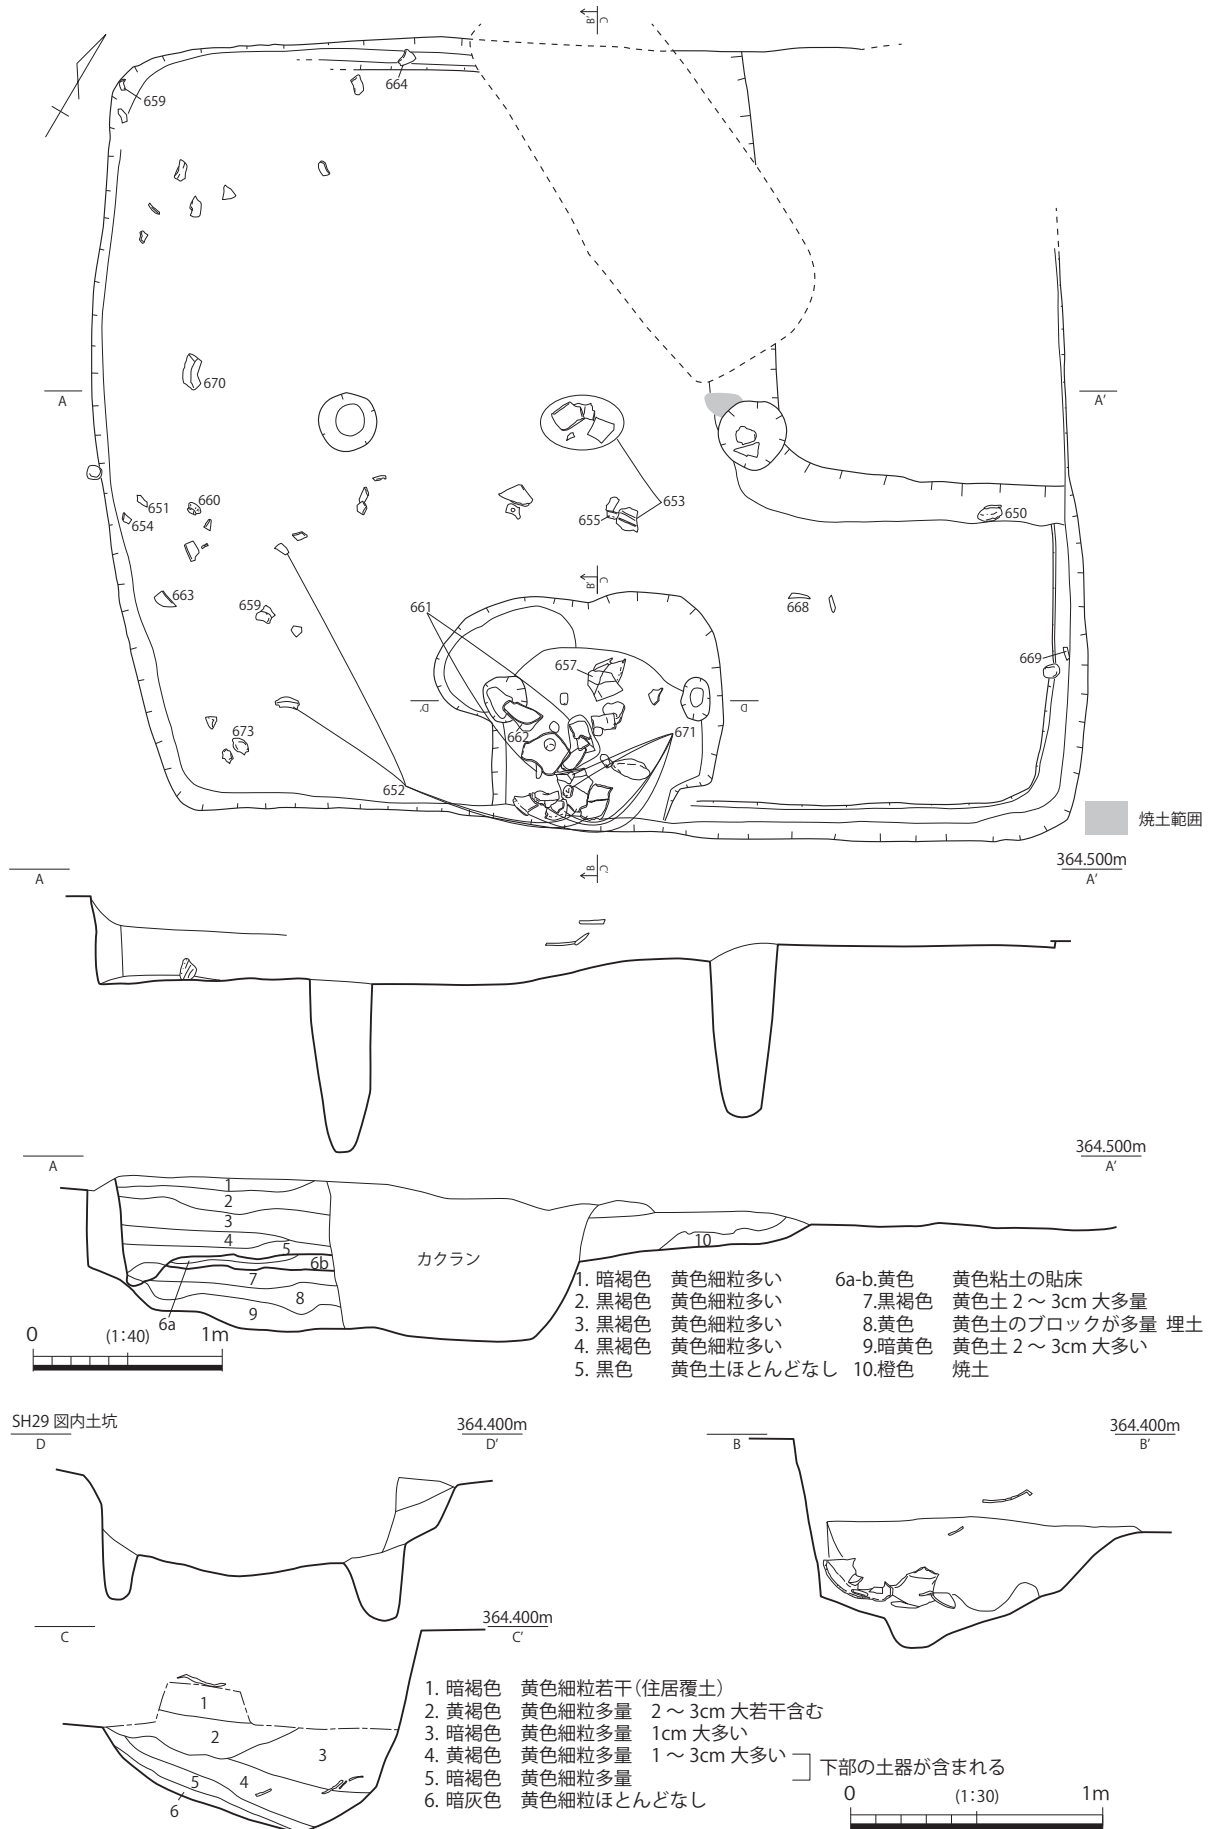 B'
C
659
664
670
A
A'
651
654
660
653
655
650
B'
C
663
659
661
668
657
669
D'
D
662
671
673
652
焼土範囲
B
C'
364.500m
A
A'
364.500m
A
A'
1
2
3
4
5
6b
7
8
9
6a
カクラン
10
0
(1:40)
1m
1. 暗褐色 黄色細粒多い
2. 黒褐色 黄色細粒多い
3. 黒褐色 黄色細粒多い
4. 黒褐色 黄色細粒多い
5. 黒色 黄色土ほとんどなし
6a-b.黄色 黄色粘土の貼床
7.黒褐色 黄色土 2 〜 3cm 大多量
8.黄色 黄色土のブロックが多量 埋土
9.暗黄色 黄色土 2 〜 3cm 大多い
10.橙色 焼土
SH29 図内土坑
364.400m
D
D'
364.400m
B
B'
364.400m
C
C'
1
2
3
4
5
6
1. 暗褐色 黄色細粒若干(住居覆土)
2. 黄褐色 黄色細粒多量 2 〜 3cm 大若干含む
3. 暗褐色 黄色細粒多量 1cm 大多い
4. 黄褐色 黄色細粒多量 1 〜 3cm 大多い
5. 暗褐色 黄色細粒多量
6. 暗灰色 黄色細粒ほとんどなし
下部の土器が含まれる
0
(1:30)
1m